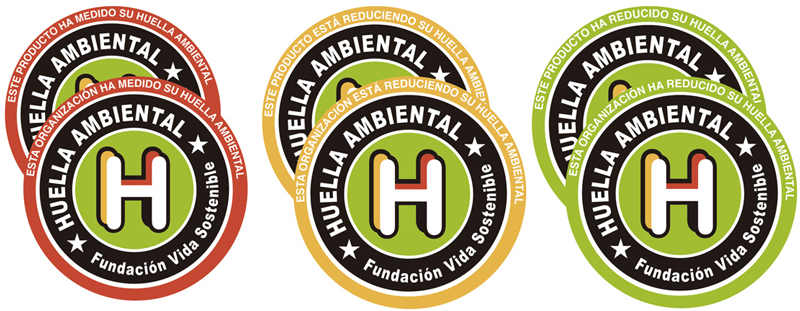 ESTE PRODUCTO HA MEDIDO SU HUELLA AMBIENTAL
HUELLA AMBIENTAL
ESTA ORGANIZACIÓN HA MEDIDO SU HUELLA AMBIENTAL
HUELLA AMBIENTAL
H
Fundación Vida Sostenible
ESTE PRODUCTO ESTÁ REDUCIENDO SU HUELLA
HUELLA AMBIENTAL
ESTA ORGANIZACIÓN ESTÁ REDUCIENDO SU HUELLA AMBIENTAL
HUELLA AMBIENTAL
H
Fundación Vida Sostenible
ESTE PRODUCTO HA REDUCIDO SU HUELLA
HUELLA AMBIENTAL
ESTA ORGANIZACIÓN HA REDUCIDO SU HUELLA AMBIENTAL
HUELLA AMBIENTAL
H
Fundación Vida Sostenible